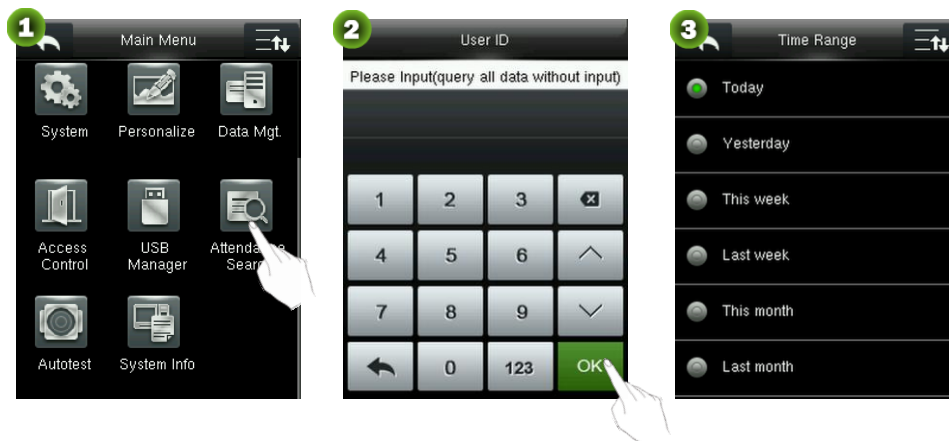 1
Main Menu
System
Personalize
Data Mgt.
Access
Control
USB
Manager
Attendance
Search
Autotest
System Info
2
User ID
Please Input(query all data without input)
1
2
3
4
5
6
7
8
9
0
123
OK
3
Time Range
Today
Yesterday
This week
Last week
This month
Last month